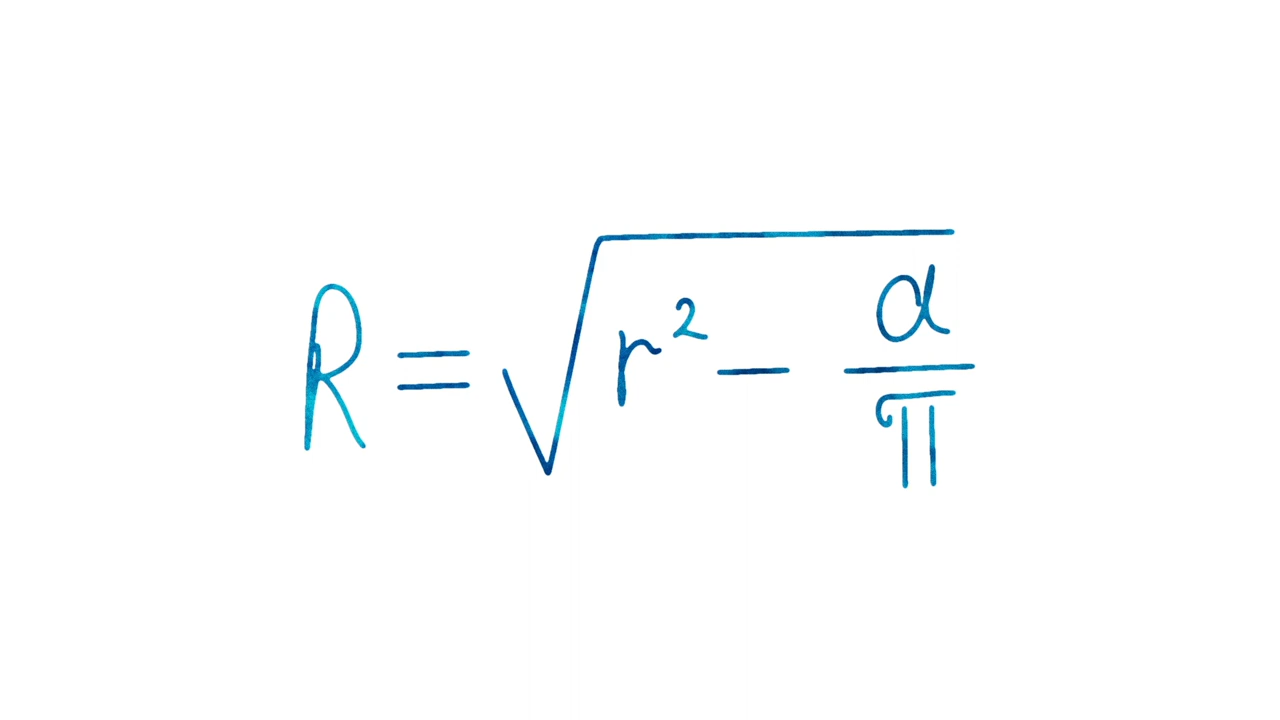 R = √(r² − a/π)